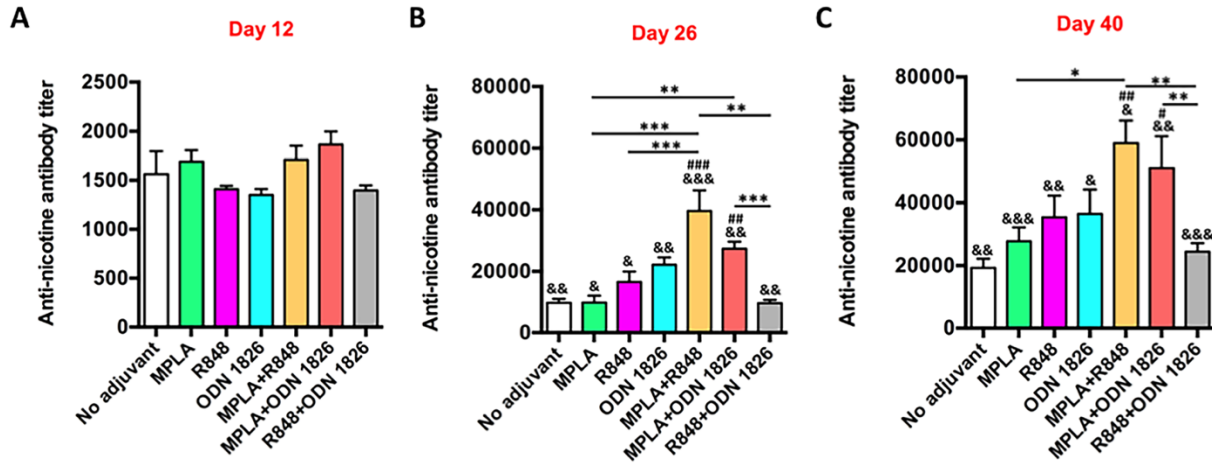 A
Day 12
Anti-nicotine antibody titer
2500
2000
1500
1000
500
0
No adjuvant
MPLA
R848
ODN 1826
MPLA+R848
MPLA+ODN 1826
R848+ODN 1826
B
Day 26
Anti-nicotine antibody titer
80000
60000
40000
20000
0
**
**
***
***
###
&&&
***
##
&&
&&
&
&
&&
&&
No adjuvant
MPLA
R848
ODN 1826
MPLA+R848
MPLA+ODN 1826
R848+ODN 1826
C
Day 40
Anti-nicotine antibody titer
80000
60000
40000
20000
0
*
**
**
##
&
#
&&
&&
&&&
&&
&
&&&
No adjuvant
MPLA
R848
ODN 1826
MPLA+R848
MPLA+ODN 1826
R848+ODN 1826